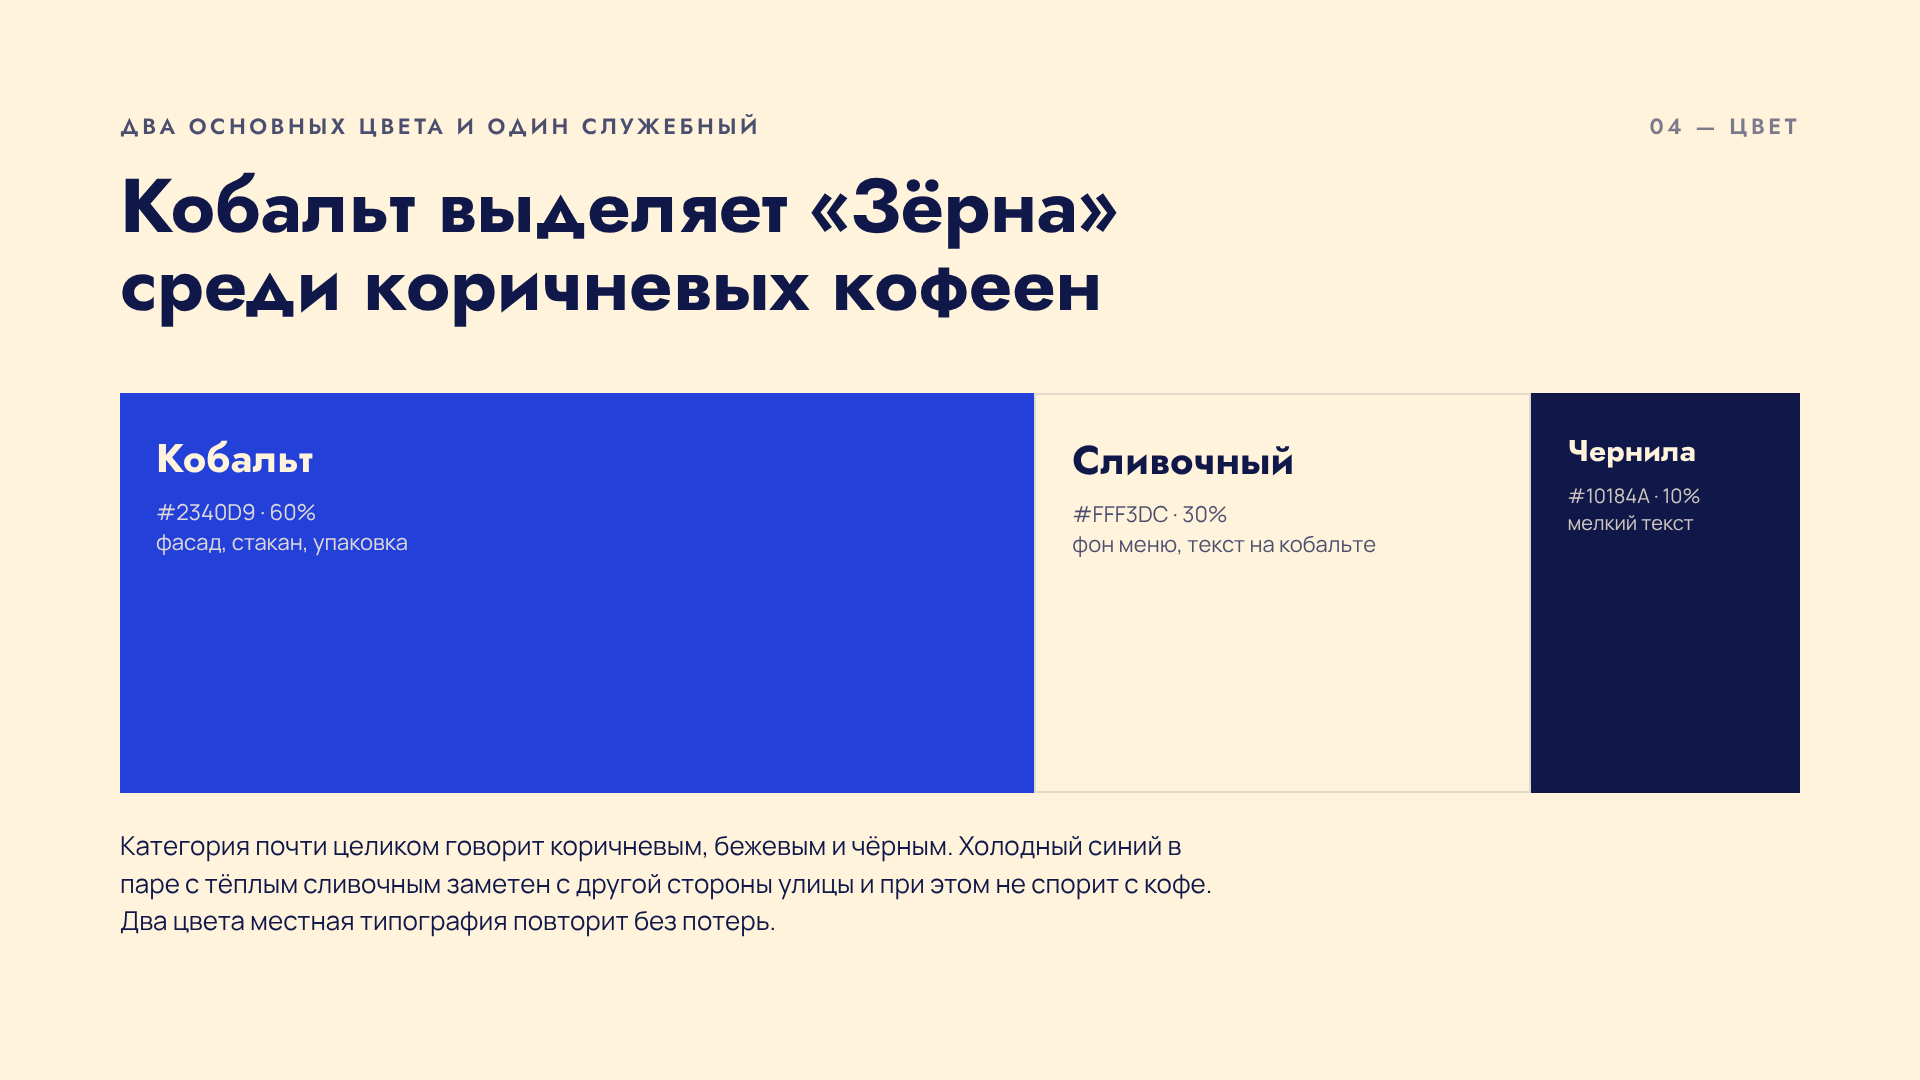 ДВА ОСНОВНЫХ ЦВЕТА И ОДИН СЛУЖЕБНЫЙ
04 — ЦВЕТ
Кобальт выделяет «Зёрна»
среди коричневых кофеен
Кобальт
#2340D9 · 60%
фасад, стакан, упаковка
Сливочный
#FFF3DC · 30%
фон меню, текст на кобальте
Чернила
#10184A · 10%
мелкий текст
Категория почти целиком говорит коричневым, бежевым и чёрным. Холодный синий в
паре с тёплым сливочным заметен с другой стороны улицы и при этом не спорит с кофе.
Два цвета местная типография повторит без потерь.